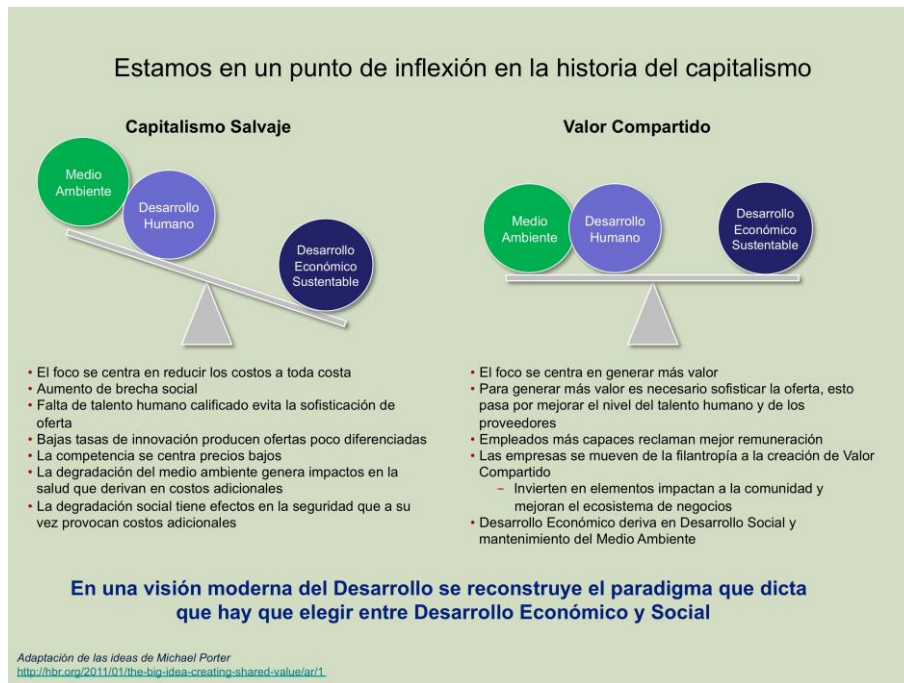 Estamos en un punto de inflexión en la historia del capitalismo
Capitalismo Salvaje
Medio
Ambiente
Desarrollo
Humano
Desarrollo
Económico
Sustentable
• El foco se centra en reducir los costos a toda costa
• Aumento de brecha social
• Falta de talento humano calificado evita la sofisticación de
oferta
• Bajas tasas de innovación producen ofertas poco diferenciadas
• La competencia se centra precios bajos
• La degradación del medio ambiente genera impactos en la
salud que derivan en costos adicionales
• La degradación social tiene efectos en la seguridad que a su
vez provocan costos adicionales
Valor Compartido
Medio
Ambiente
Desarrollo
Humano
Desarrollo
Económico
Sustentable
• El foco se centra en generar más valor
• Para generar más valor es necesario sofisticar la oferta, esto
pasa por mejorar el nivel del talento humano y de los
proveedores
• Empleados más capaces reclaman mejor remuneración
• Las empresas se mueven de la filantropía a la creación de Valor
Compartido
– Invierten en elementos impactan a la comunidad y
mejoran el ecosistema de negocios
• Desarrollo Económico deriva en Desarrollo Social y
mantenimiento del Medio Ambiente
En una visión moderna del Desarrollo se reconstruye el paradigma que dicta
que hay que elegir entre Desarrollo Económico y Social
Adaptación de las ideas de Michael Porter
http://hbr.org/2011/01/the-big-idea-creating-shared-value/ar/1